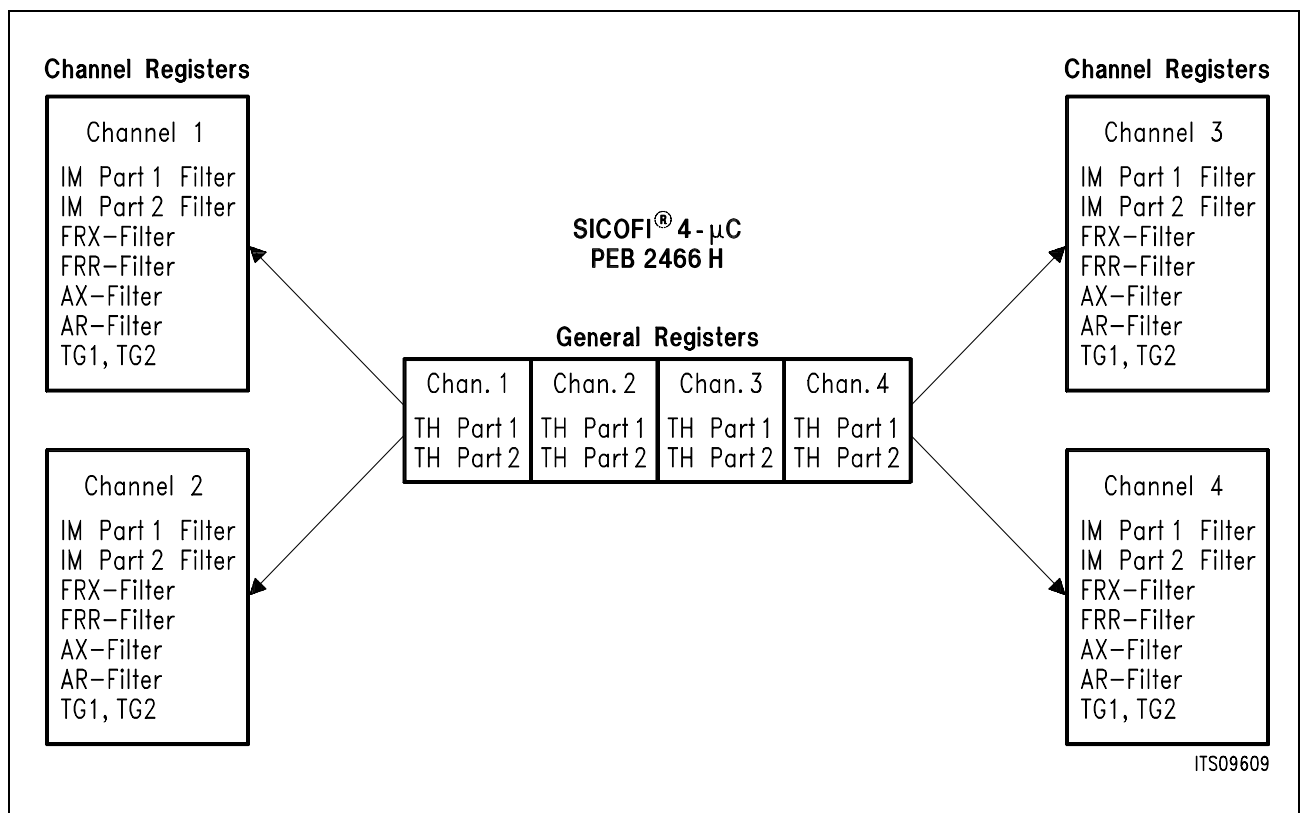 Channel Registers
Channel 1
IM Part 1 Filter
IM Part 2 Filter
FRX-Filter
FRR-Filter
AX-Filter
AR-Filter
TG1, TG2
Channel 2
IM Part 1 Filter
IM Part 2 Filter
FRX-Filter
FRR-Filter
AX-Filter
AR-Filter
TG1, TG2
SICOFI® 4-µC
PEB 2466 H
General Registers
Chan. 1 Chan. 2 Chan. 3 Chan. 4
TH Part 1 TH Part 1 TH Part 1 TH Part 1
TH Part 2 TH Part 2 TH Part 2 TH Part 2
Channel Registers
Channel 3
IM Part 1 Filter
IM Part 2 Filter
FRX-Filter
FRR-Filter
AX-Filter
AR-Filter
TG1, TG2
Channel 4
IM Part 1 Filter
IM Part 2 Filter
FRX-Filter
FRR-Filter
AX-Filter
AR-Filter
TG1, TG2
ITS09609